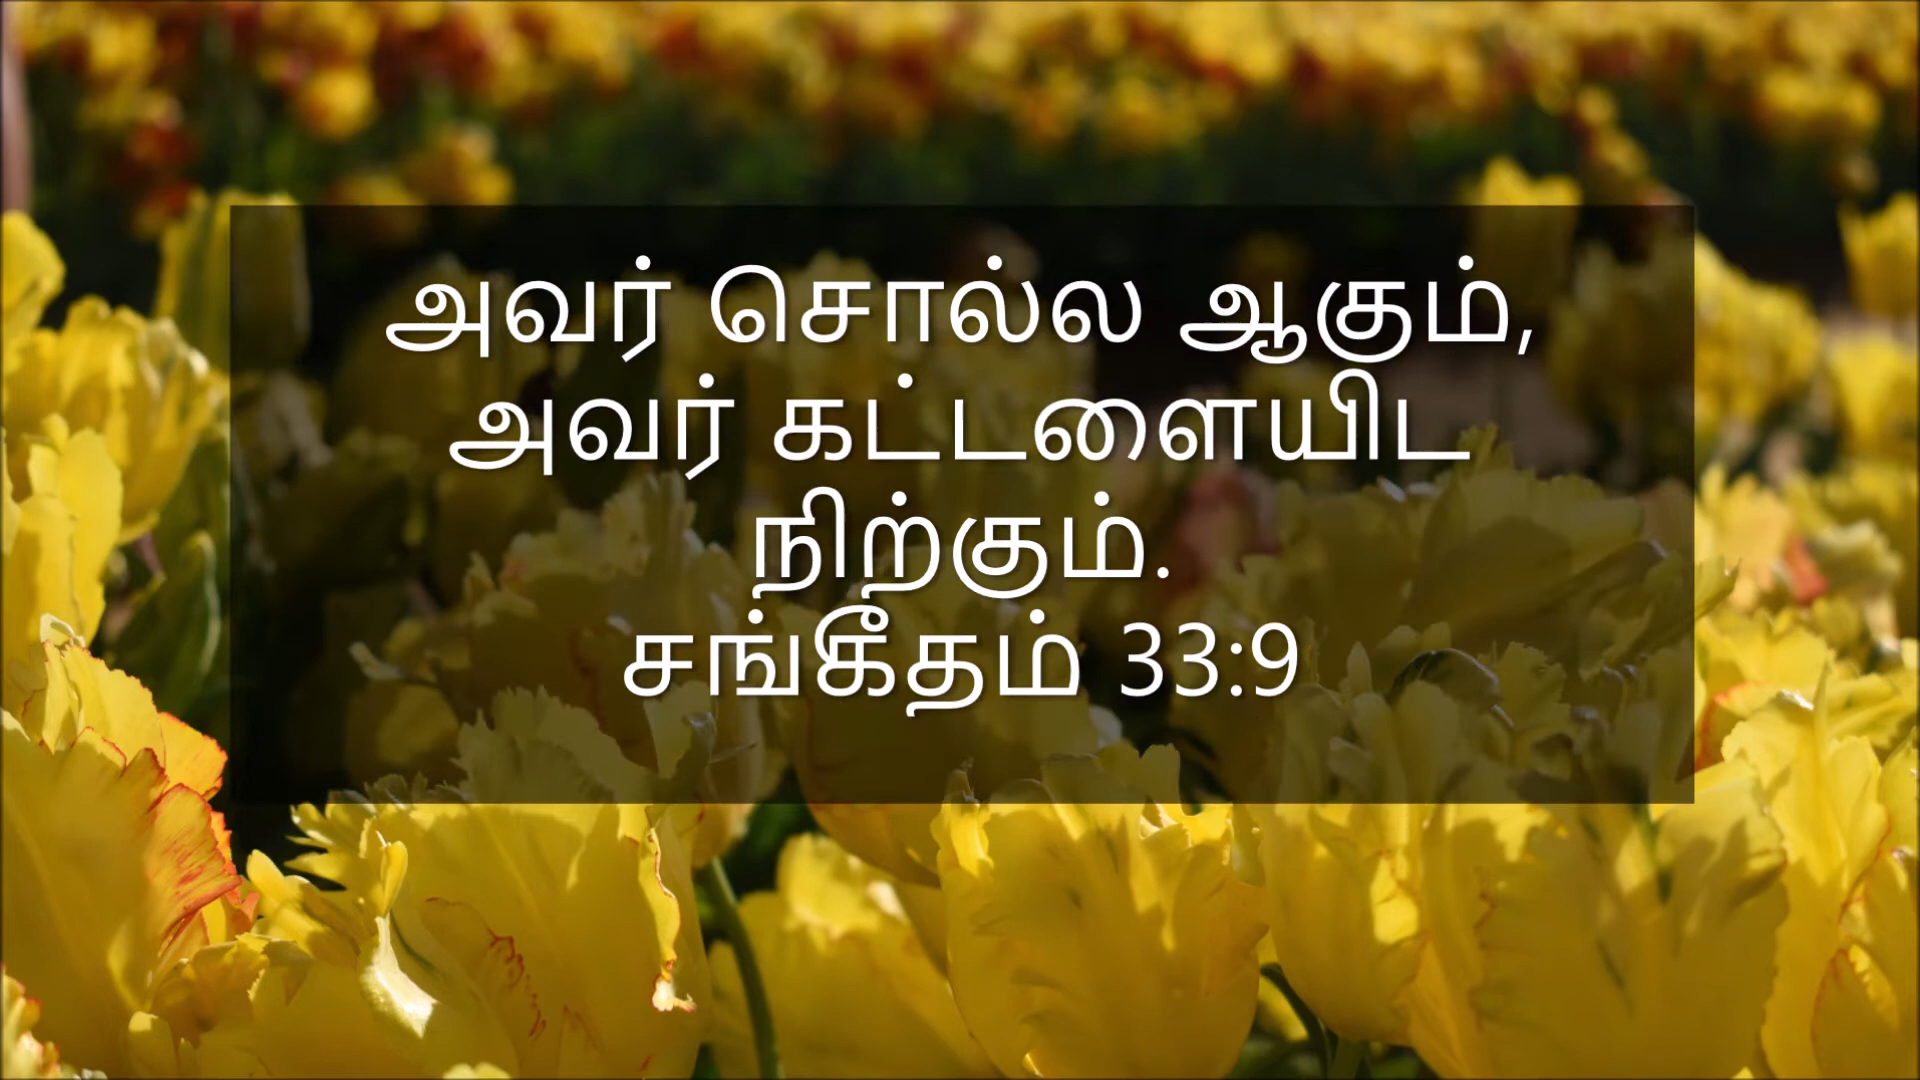 அவர் சொல்ல ஆகும்,
அவர் கட்டளையிட
நிற்கும்.
சங்கீதம் 33:9